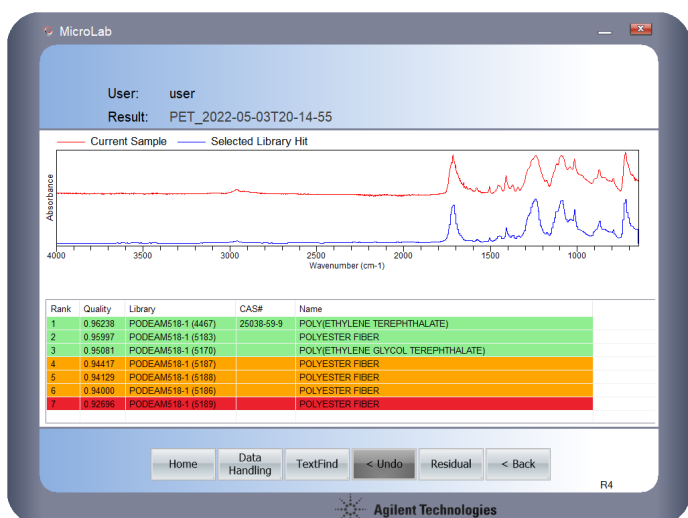 MicroLab
User: user
Result: PET_2022-05-03T20-14-55
Current Sample Selected Library Hit
Absorbance
4000 3500 3000 2500 2000 1500 1000
Wavenumber (cm-1)
Rank Quality Library CAS# Name
1 0.96238 PODEAM518-1 (4467) 25038-59-9 POLY(ETHYLENE TEREPHTHALATE)
2 0.95997 PODEAM518-1 (5183) POLYESTER FIBER
3 0.95081 PODEAM518-1 (5170) POLY(ETHYLENE GLYCOL TEREPHTHALATE)
4 0.94417 PODEAM518-1 (5187) POLYESTER FIBER
5 0.94129 PODEAM518-1 (5188) POLYESTER FIBER
6 0.94000 PODEAM518-1 (5186) POLYESTER FIBER
7 0.92696 PODEAM518-1 (5189) POLYESTER FIBER
Home Data Handling TextFind < Undo Residual < Back
R4
Agilent Technologies